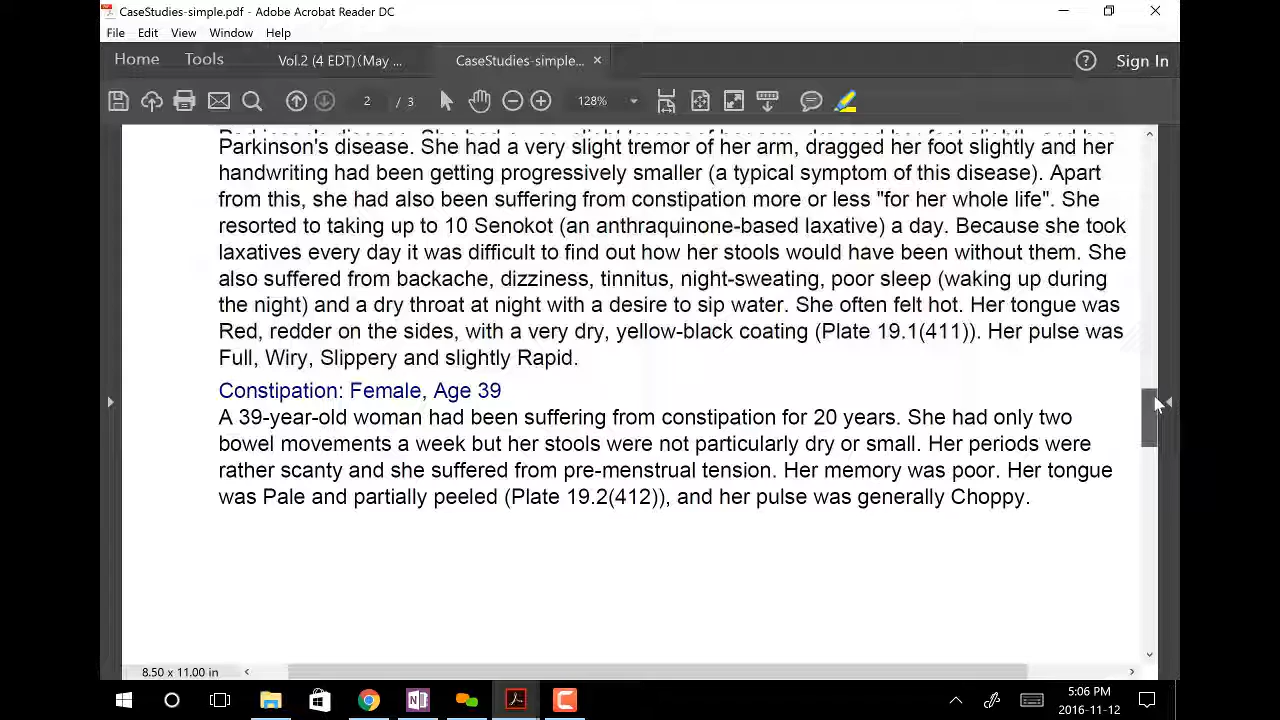 CaseStudies-simple.pdf - Adobe Acrobat Reader DC
File Edit View Window Help
Home Tools Vol.2 (4 EDT)(May ... CaseStudies-simple... × ? Sign In
2 / 3 128%
Parkinson's disease. She had a very slight tremor of her arm, dragged her foot slightly and her
handwriting had been getting progressively smaller (a typical symptom of this disease). Apart
from this, she had also been suffering from constipation more or less "for her whole life". She
resorted to taking up to 10 Senokot (an anthraquinone-based laxative) a day. Because she took
laxatives every day it was difficult to find out how her stools would have been without them. She
also suffered from backache, dizziness, tinnitus, night-sweating, poor sleep (waking up during
the night) and a dry throat at night with a desire to sip water. She often felt hot. Her tongue was
Red, redder on the sides, with a very dry, yellow-black coating (Plate 19.1(411)). Her pulse was
Full, Wiry, Slippery and slightly Rapid.
Constipation: Female, Age 39
A 39-year-old woman had been suffering from constipation for 20 years. She had only two
bowel movements a week but her stools were not particularly dry or small. Her periods were
rather scanty and she suffered from pre-menstrual tension. Her memory was poor. Her tongue
was Pale and partially peeled (Plate 19.2(412)), and her pulse was generally Choppy.
8.50 x 11.00 in
5:06 PM
2016-11-12